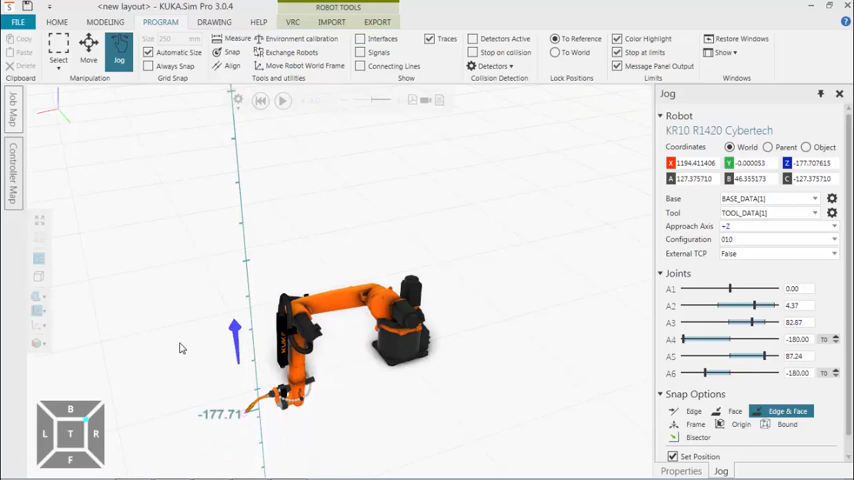 <new layout> - KUKA.Sim Pro 3.0.4
ROBOT TOOLS
FILE HOME MODELING PROGRAM DRAWING HELP VRC IMPORT EXPORT
Copy
Paste
Delete
Clipboard
Select
Move
Jog
Manipulation
Size 250 mm
Automatic Size
Always Snap
Grid Snap
Measure
Snap
Align
Environment calibration
Exchange Robots
Move Robot World Frame
Tools and utilities
Interfaces
Signals
Connecting Lines
Traces
Show
Detectors Active
Stop on collision
Detectors
Collision Detection
To Reference
To World
Lock Positions
Color Highlight
Stop at limits
Message Panel Output
Limits
Restore Windows
Show
Windows
Job Map
Controller Map
-177.71
B
L T R
F
Jog
Robot
KR10 R1420 Cybertech
Coordinates World Parent Object
X 1194.411406 Y -0.000053 Z -177.707615
A 127.375710 B 46.355173 C -127.375710
Base BASE_DATA[1]
Tool TOOL_DATA[1]
Approach Axis +Z
Configuration 010
External TCP False
Joints
A1 0.00
A2 4.37
A3 82.87
A4 -180.00 T0
A5 87.24
A6 -180.00 T0
Snap Options
Edge Face Edge & Face
Frame Origin Bound
Bisector
Set Position
Properties Jog